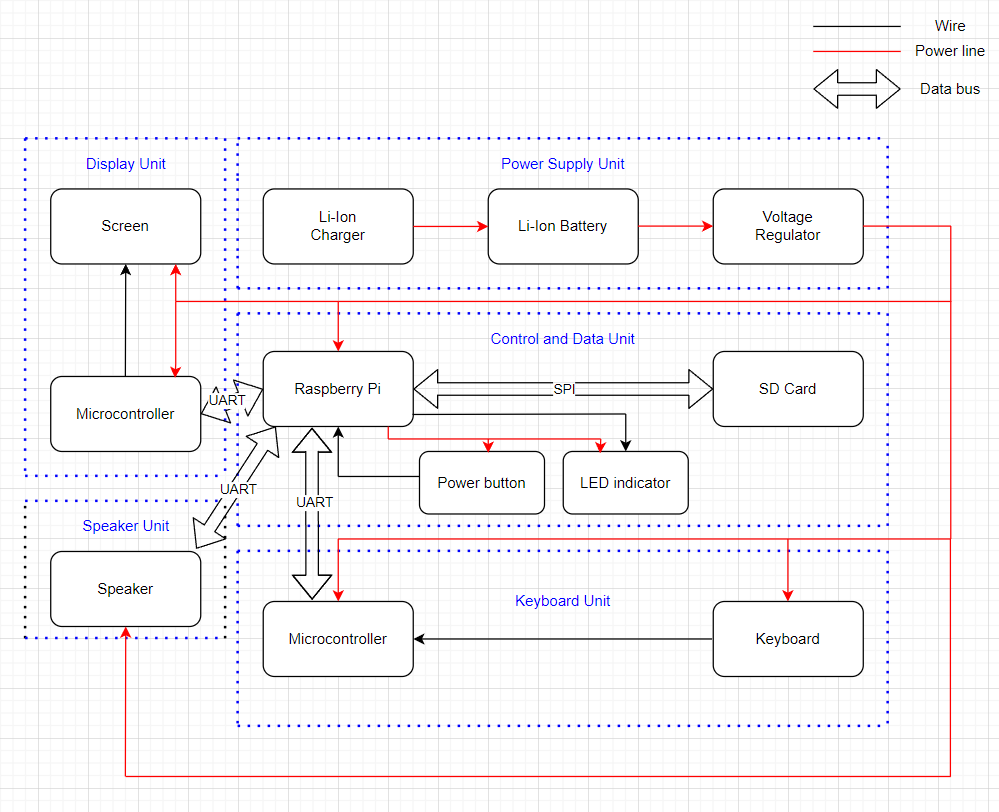 Wire
Power line
Data bus
Display Unit
Power Supply Unit
Screen
Li-Ion
Charger
Li-Ion Battery
Voltage
Regulator
Control and Data Unit
Microcontroller
UART
Raspberry Pi
SPI
SD Card
Power button
LED indicator
UART
UART
Speaker Unit
Speaker
Keyboard Unit
Microcontroller
Keyboard